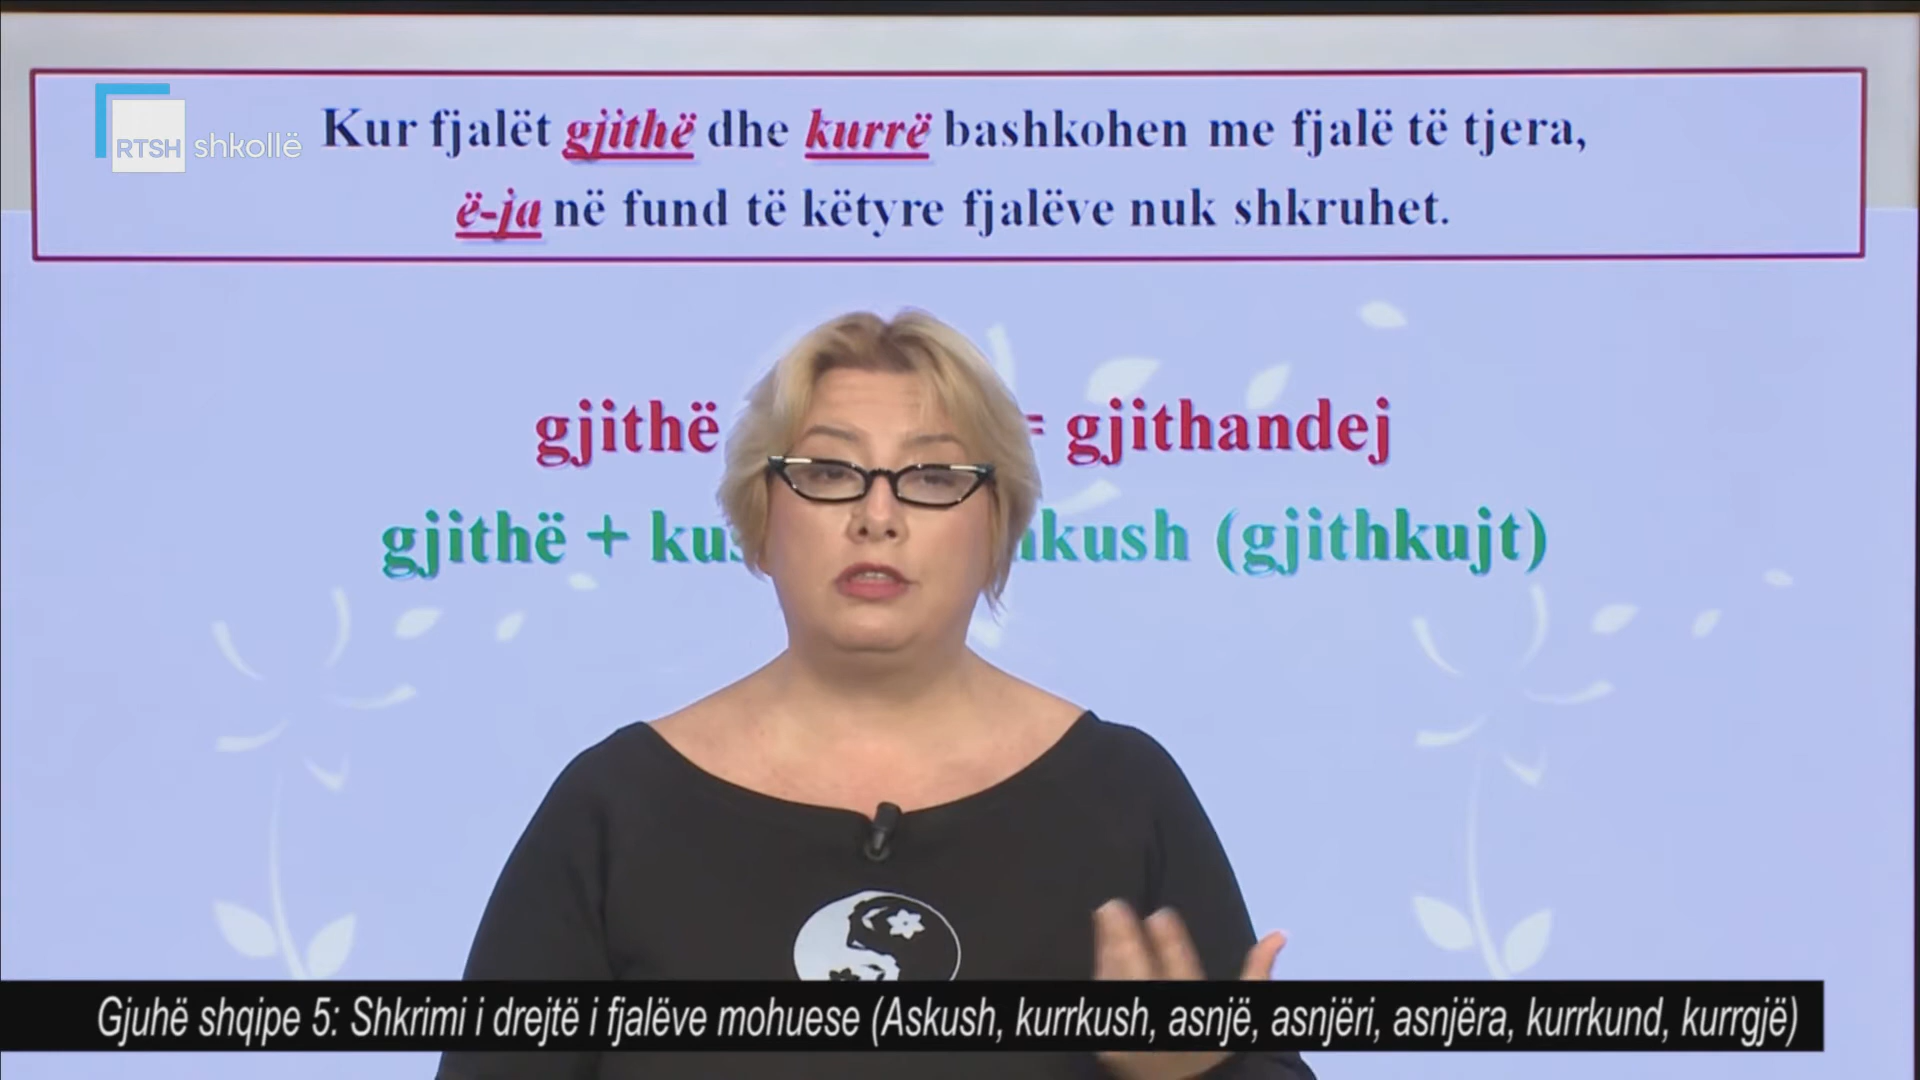 RTSH shkollë
Kur fjalët gjithë dhe kurrë bashkohen me fjalë të tjera,
ë-ja në fund të këtyre fjalëve nuk shkruhet.
gjithë = gjithandej
gjithë + (gjithkujt)
Gjuhë shqipe 5: Shkrimi i drejtë i fjalëve mohuese (Askush, kurrkush, asnjë, asnjëri, asnjëra, kurrkund, kurrgjë)